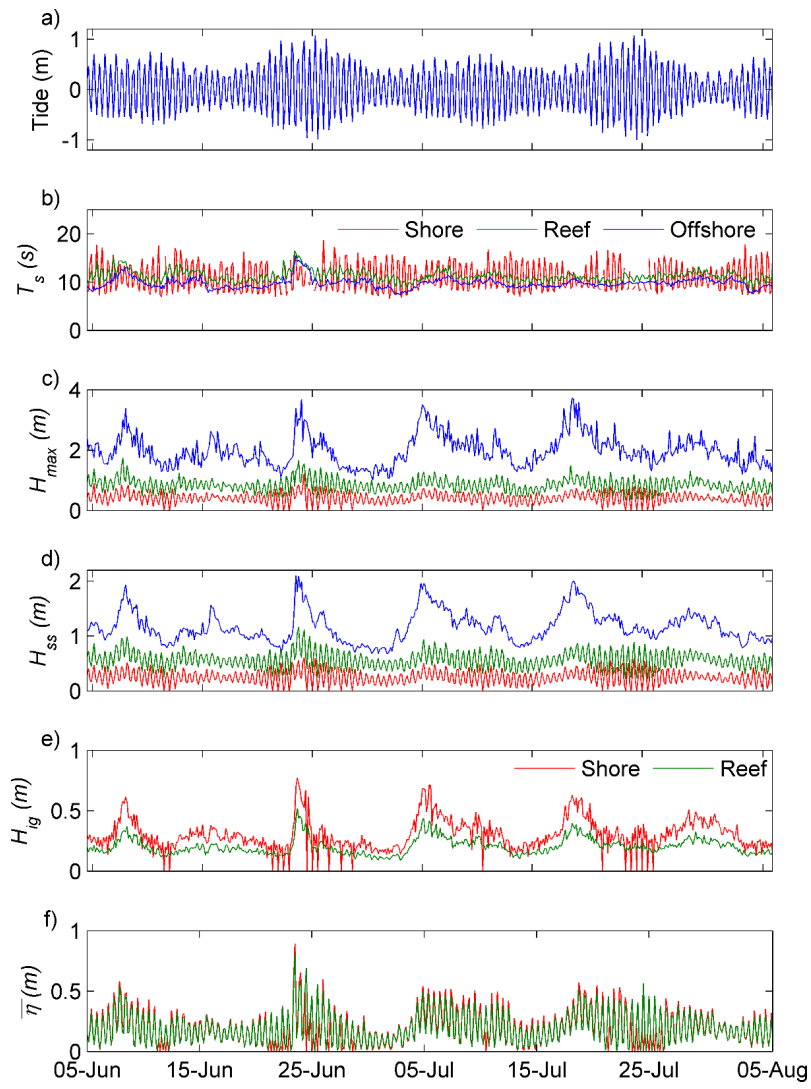 a)
1
0
-1
Tide (m)
b)
Shore Reef Offshore
20
10
0
T_s (s)
c)
4
2
0
H_max (m)
d)
2
1
0
H_ss (m)
e)
Shore Reef
1
0.5
0
H_ig (m)
f)
1
0.5
0
η̅ (m)
05-Jun 15-Jun 25-Jun 05-Jul 15-Jul 25-Jul 05-Aug